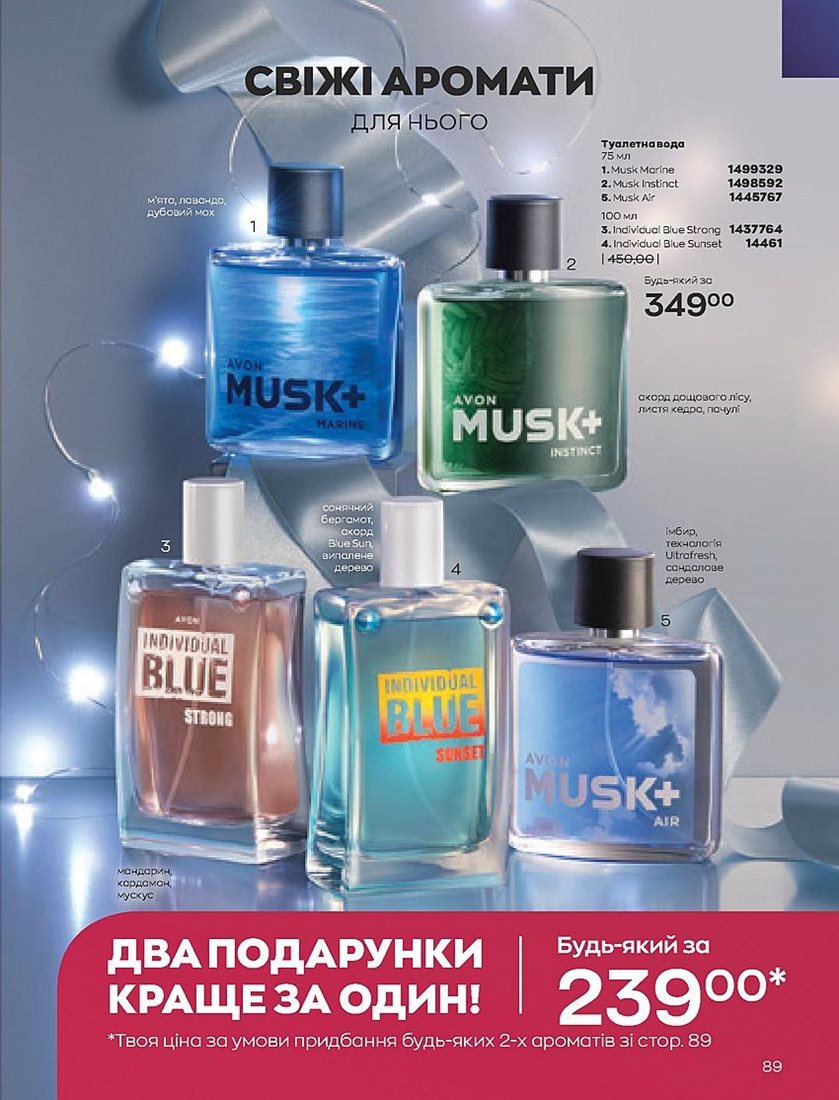 СВІЖІ АРОМАТИ
ДЛЯ НЬОГО
Туалетна вода
75 мл
1. Musk Marine 1499329
2. Musk Instinct 1498592
5. Musk Air 1445767
100 мл
3. Individual Blue Strong 1437764
4. Individual Blue Sunset 14461
| 450,00 |
Будь-який за
349⁰⁰
м'ята, лаванда,
дубовий мох
1
2
AVON
MUSK+
MARINE
AVON
MUSK+
INSTINCT
акорд дощового лісу,
листя кедра, пачулі
3
сонячний
бергамот,
акорд
Blue Sun,
випалене
дерево
4
імбир,
технологія
Ultrafresh,
сандалове
дерево
5
AVON
INDIVIDUAL
BLUE
STRONG
INDIVIDUAL
BLUE
SUNSET
AVON
MUSK+
AIR
мандарин,
кардамон,
мускус
ДВА ПОДАРУНКИ
КРАЩЕ ЗА ОДИН!
Будь-який за
239⁰⁰*
*Твоя ціна за умови придбання будь-яких 2-х ароматів зі стор. 89
89